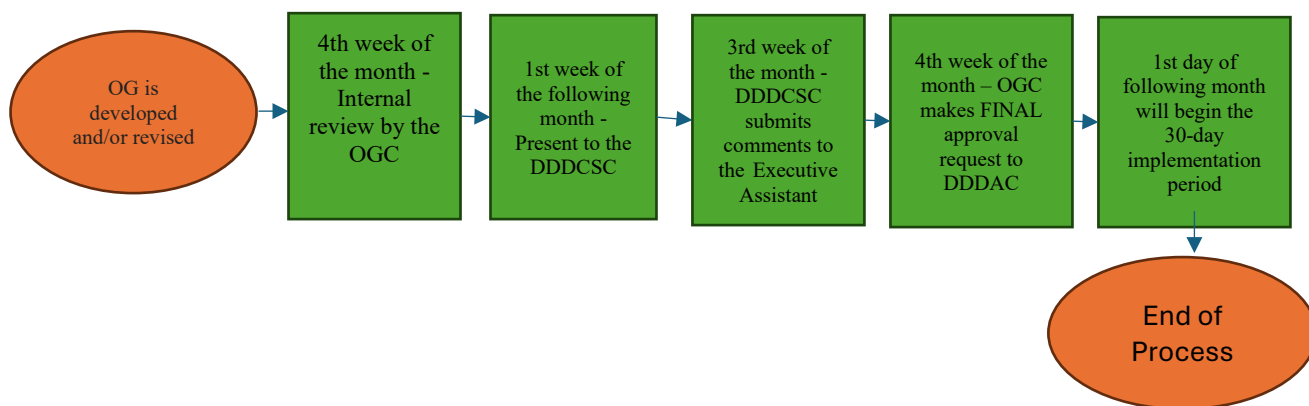 OG is
developed
and/or revised
4th week of
the month -
Internal
review by the
OGC
1st week of
the following
month -
Present to the
DDDCSC
3rd week of
the month -
DDDCSC
submits
comments to
the Executive
Assistant
4th week of the
month – OGC
makes FINAL
approval
request to
DDDAC
1st day of
following month
will begin the
30-day
implementation
period
End of
Process